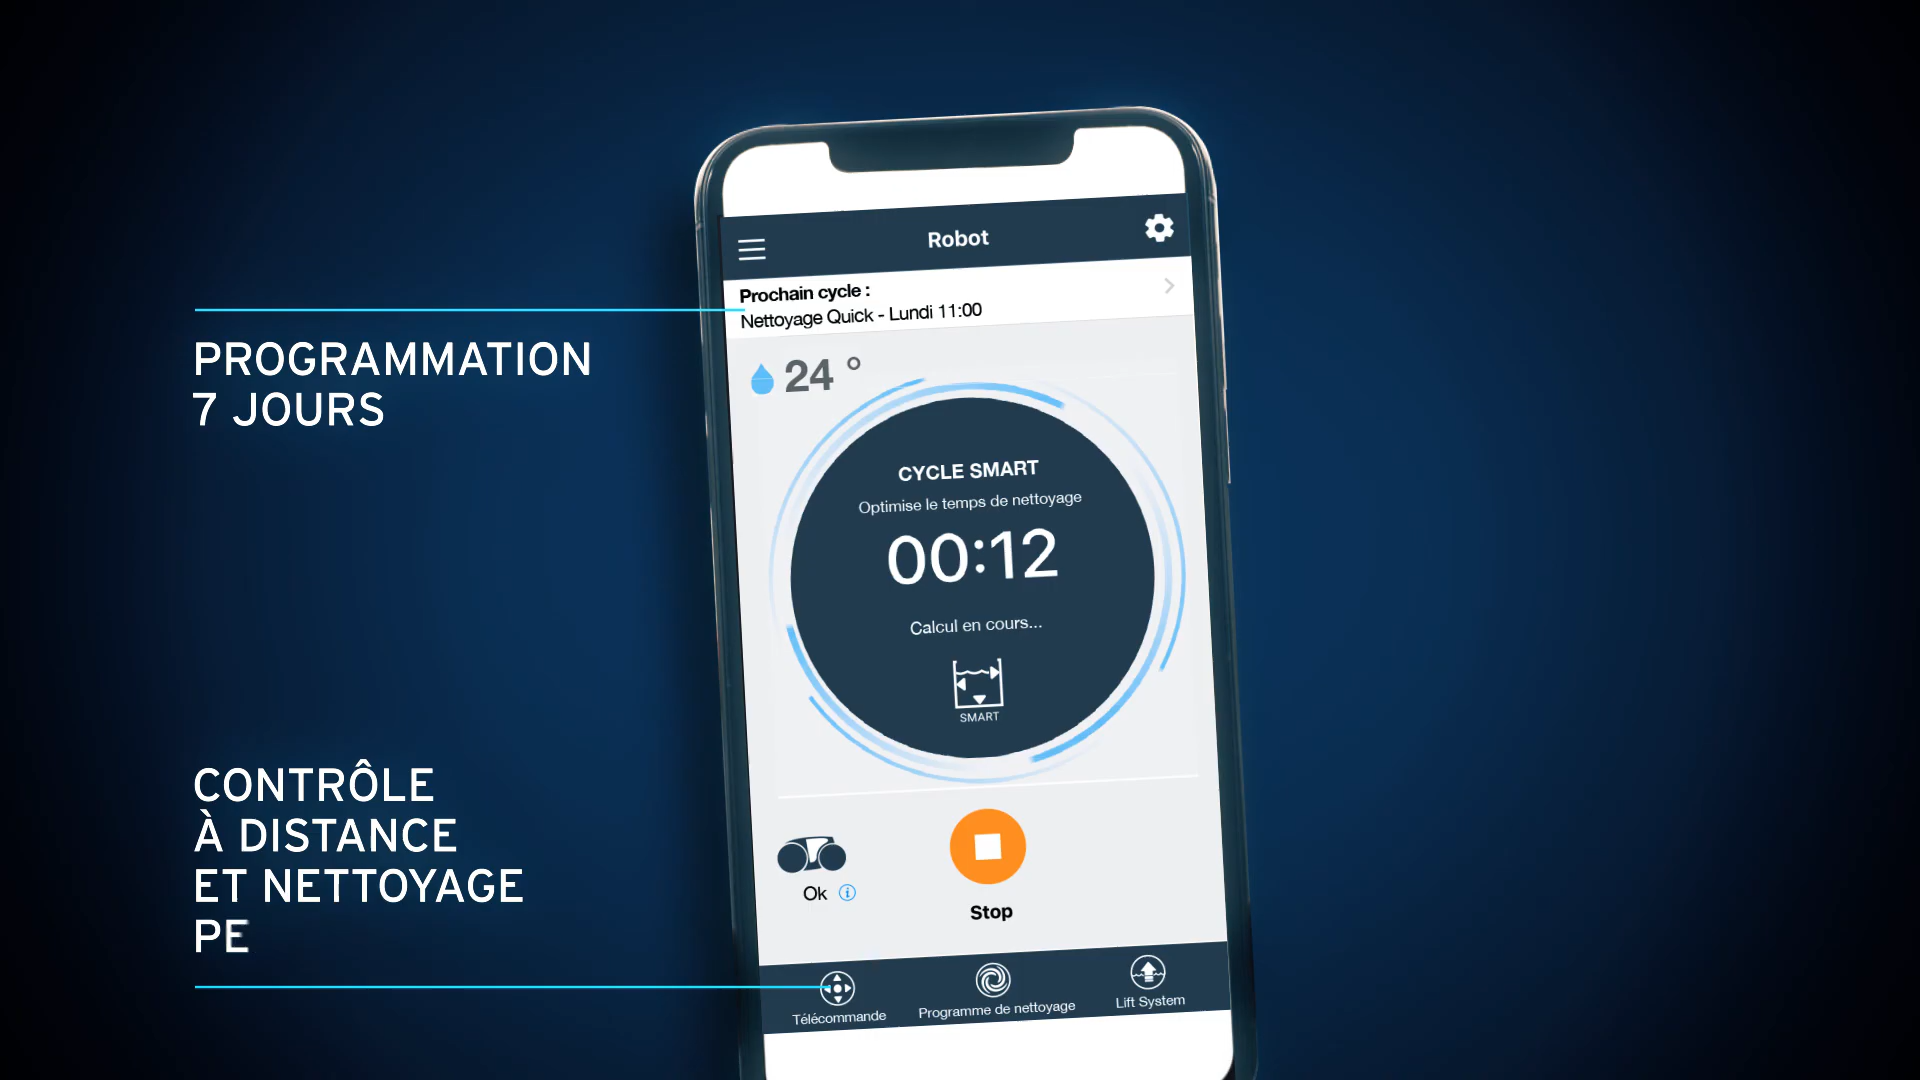 Robot
Prochain cycle :
Nettoyage Quick - Lundi 11:00
24 °
CYCLE SMART
Optimise le temps de nettoyage
00:12
Calcul en cours...
SMART
Ok
Stop
Télécommande
Programme de nettoyage
Lift System
PROGRAMMATION
7 JOURS
CONTRÔLE
À DISTANCE
ET NETTOYAGE
PE